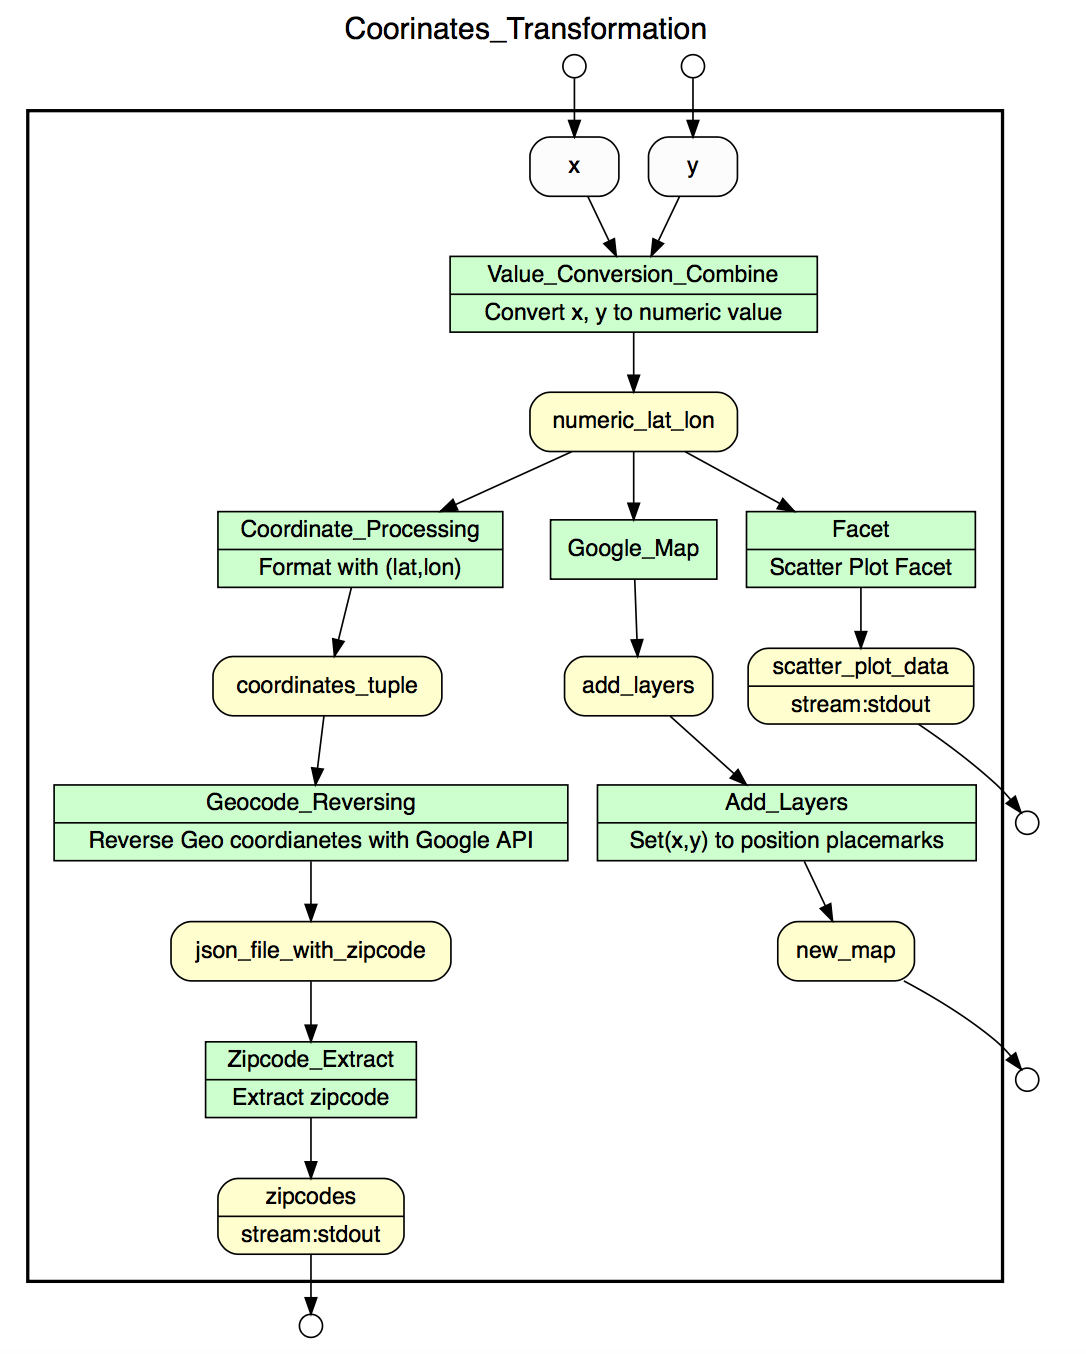 Coorinates_Transformation
x
y
Value_Conversion_Combine
Convert x, y to numeric value
numeric_lat_lon
Coordinate_Processing
Format with (lat,lon)
Google_Map
Facet
Scatter Plot Facet
coordinates_tuple
add_layers
scatter_plot_data
stream:stdout
Geocode_Reversing
Reverse Geo coordianetes with Google API
Add_Layers
Set(x,y) to position placemarks
json_file_with_zipcode
new_map
Zipcode_Extract
Extract zipcode
zipcodes
stream:stdout